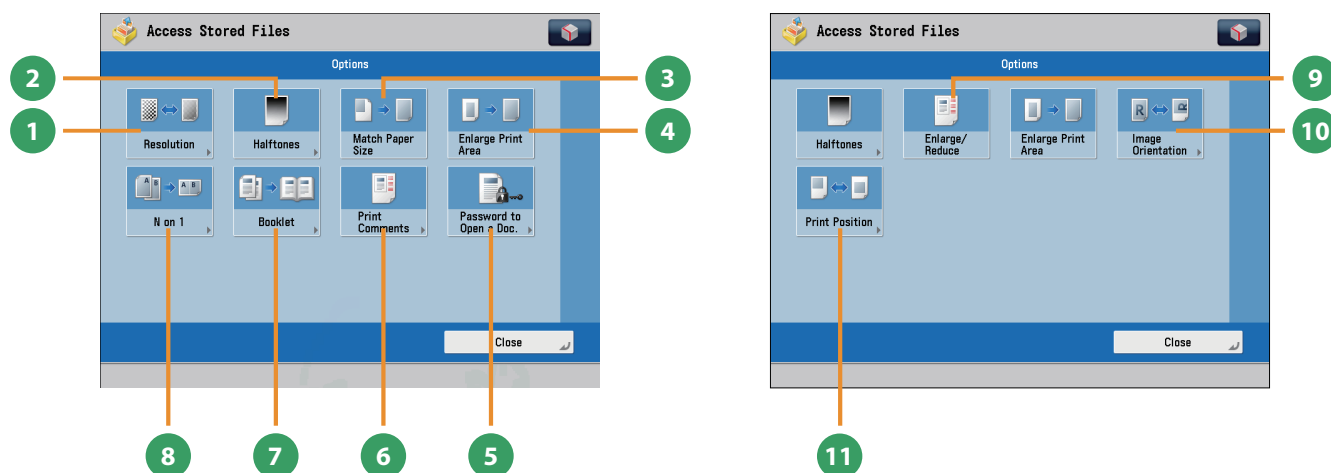 Access Stored Files
Options
2
3
1
4
Resolution
Halftones
Match Paper
Size
Enlarge Print
Area
A B
A B
N on 1
Booklet
Print
Comments
Password to
Open a Doc.
Close
8
7
6
5
Access Stored Files
Options
9
10
Halftones
Enlarge/
Reduce
Enlarge Print
Area
R
R
Image
Orientation
Print Position
Close
11